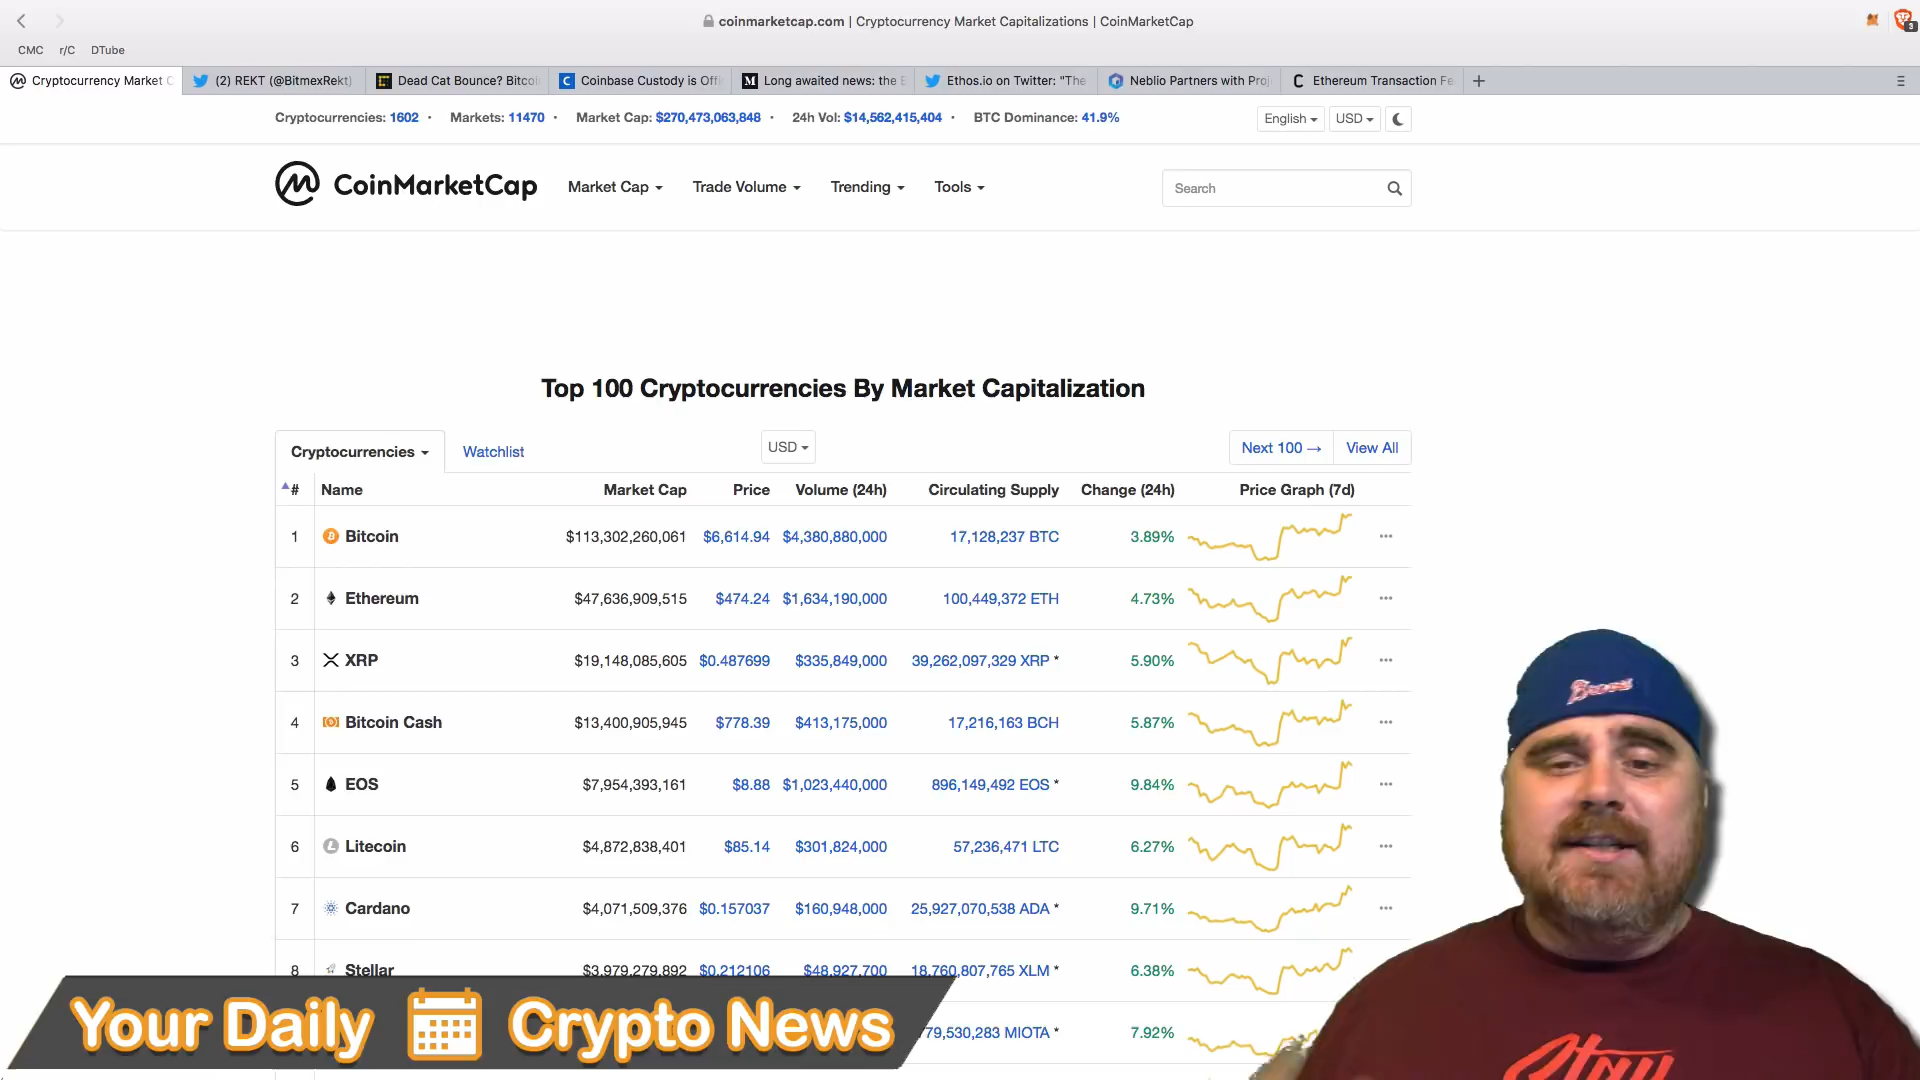 coinmarketcap.com | Cryptocurrency Market Capitalizations | CoinMarketCap
3
CMC r/C DTube
Cryptocurrency Market C (2) REKT (@BitmexRekt) Dead Cat Bounce? Bitcoi Coinbase Custody is Offi Long awaited news: the E Ethos.io on Twitter: "The Neblio Partners with Proj Ethereum Transaction Fe
Cryptocurrencies: 1602 • Markets: 11470 • Market Cap: $270,473,063,848 • 24h Vol: $14,562,415,404 • BTC Dominance: 41.9%
English USD
CoinMarketCap Market Cap Trade Volume Trending Tools Search
Top 100 Cryptocurrencies By Market Capitalization
Cryptocurrencies Watchlist USD Next 100 → View All
# Name Market Cap Price Volume (24h) Circulating Supply Change (24h) Price Graph (7d)
1 Bitcoin $113,302,260,061 $6,614.94 $4,380,880,000 17,128,237 BTC 3.89%
2 Ethereum $47,636,909,515 $474.24 $1,634,190,000 100,449,372 ETH 4.73%
3 XRP $19,148,085,605 $0.487699 $335,849,000 39,262,097,329 XRP * 5.90%
4 Bitcoin Cash $13,400,905,945 $778.39 $413,175,000 17,216,163 BCH 5.87%
5 EOS $7,954,393,161 $8.88 $1,023,440,000 896,149,492 EOS * 9.84%
6 Litecoin $4,872,838,401 $85.14 $301,824,000 57,236,471 LTC 6.27%
7 Cardano $4,071,509,376 $0.157037 $160,948,000 25,927,070,538 ADA * 9.71%
8 Stellar $3,979,279,892 $0.212106 $48,927,700 18,760,807,765 XLM * 6.38%
779,530,283 MIOTA * 7.92%
Your Daily Crypto News
Braves